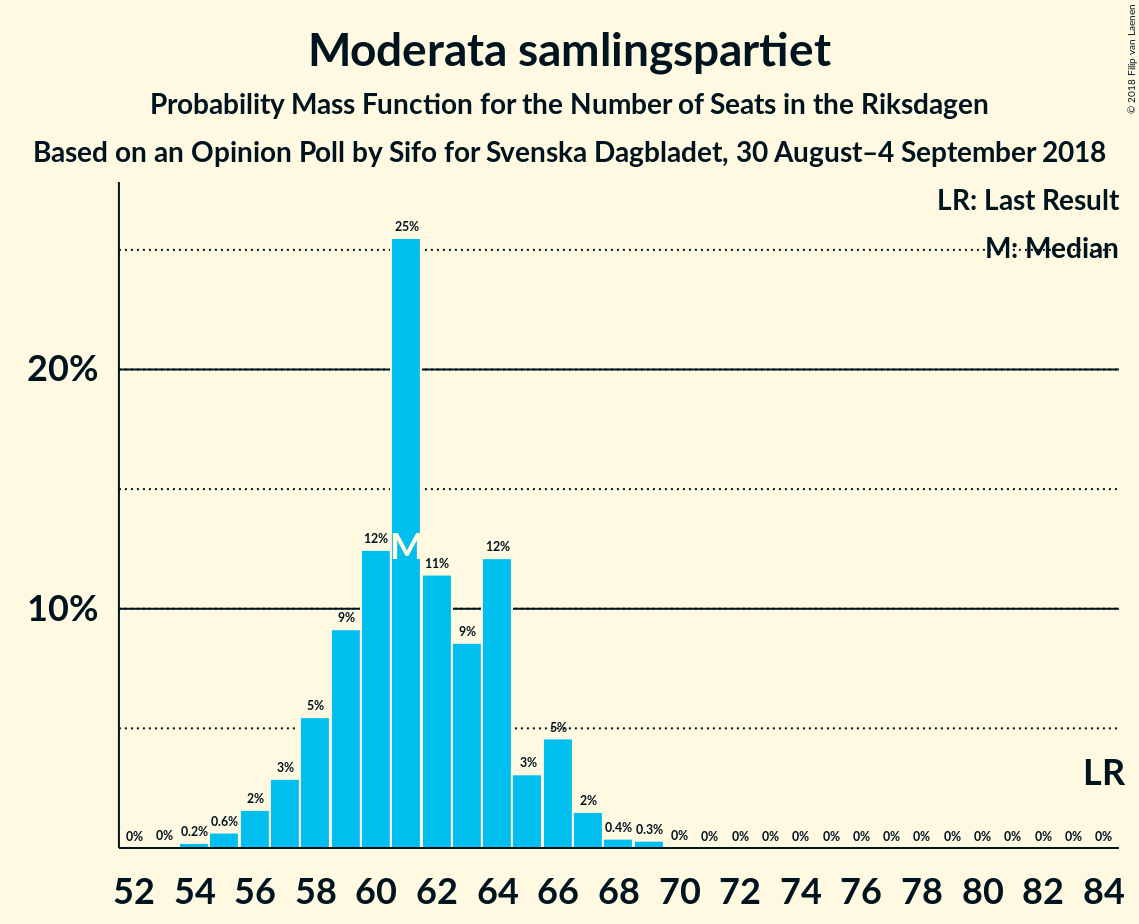 © 2018 Filip van Laenen
Moderata samlingspartiet
Probability Mass Function for the Number of Seats in the Riksdagen
Based on an Opinion Poll by Sifo for Svenska Dagbladet, 30 August–4 September 2018
LR: Last Result
M: Median
20%
10%
0% 0% 0.2% 0.6% 2% 3% 5% 9% 12% 25% 11% 9% 12% 3% 5% 2% 0.4% 0.3% 0% 0% 0% 0% 0% 0% 0% 0% 0% 0% 0% 0% 0% 0% 0%
M
LR
52 54 56 58 60 62 64 66 68 70 72 74 76 78 80 82 84